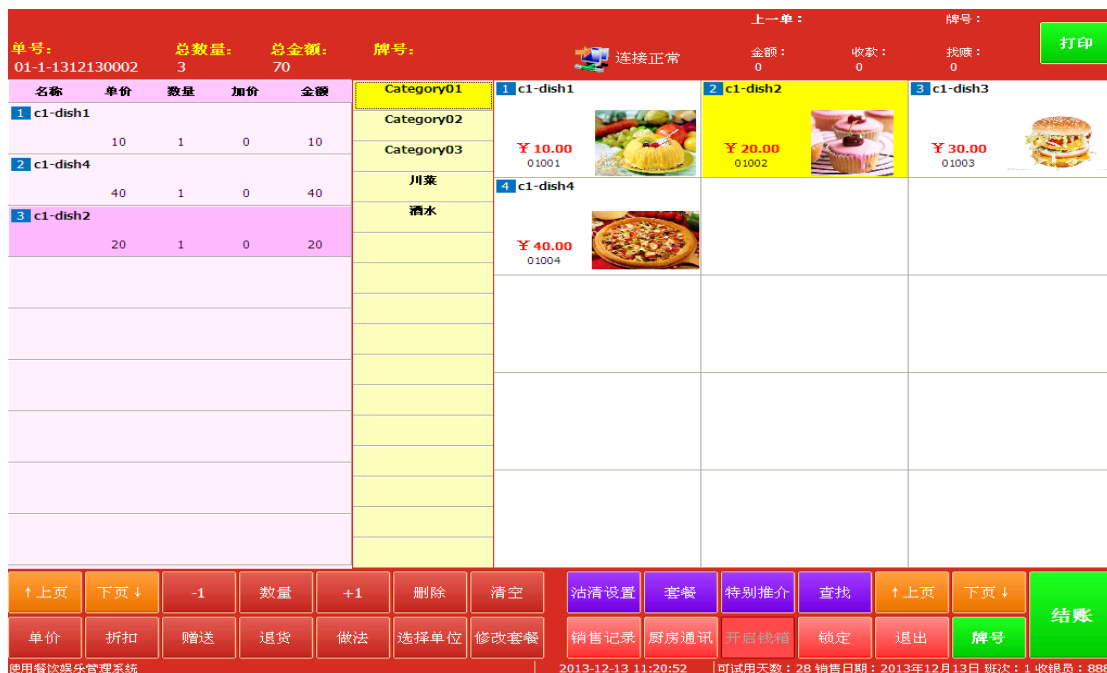 上一单： 牌号：
单号： 总数量： 总金额： 牌号： 连接正常 金额： 收款： 找赎： 打印
01-1-1312130002 3 70 0 0 0
名称 单价 数量 加价 金额
1 c1-dish1
10 1 0 10
2 c1-dish4
40 1 0 40
3 c1-dish2
20 1 0 20
Category01
Category02
Category03
川菜
酒水
1 c1-dish1
¥ 10.00
01001
2 c1-dish2
¥ 20.00
01002
3 c1-dish3
¥ 30.00
01003
4 c1-dish4
¥ 40.00
01004
↑上页 下页↓ -1 数量 +1 删除 清空 沽清设置 套餐 特别推介 查找 ↑上页 下页↓ 结账
单价 折扣 赠送 退货 做法 选择单位 修改套餐 销售记录 厨房通讯 开启钱箱 锁定 退出 牌号
使用餐饮娱乐管理系统 2013-12-13 11:20:52 可试用天数：28 销售日期：2013年12月13日 班次：1 收银员：888